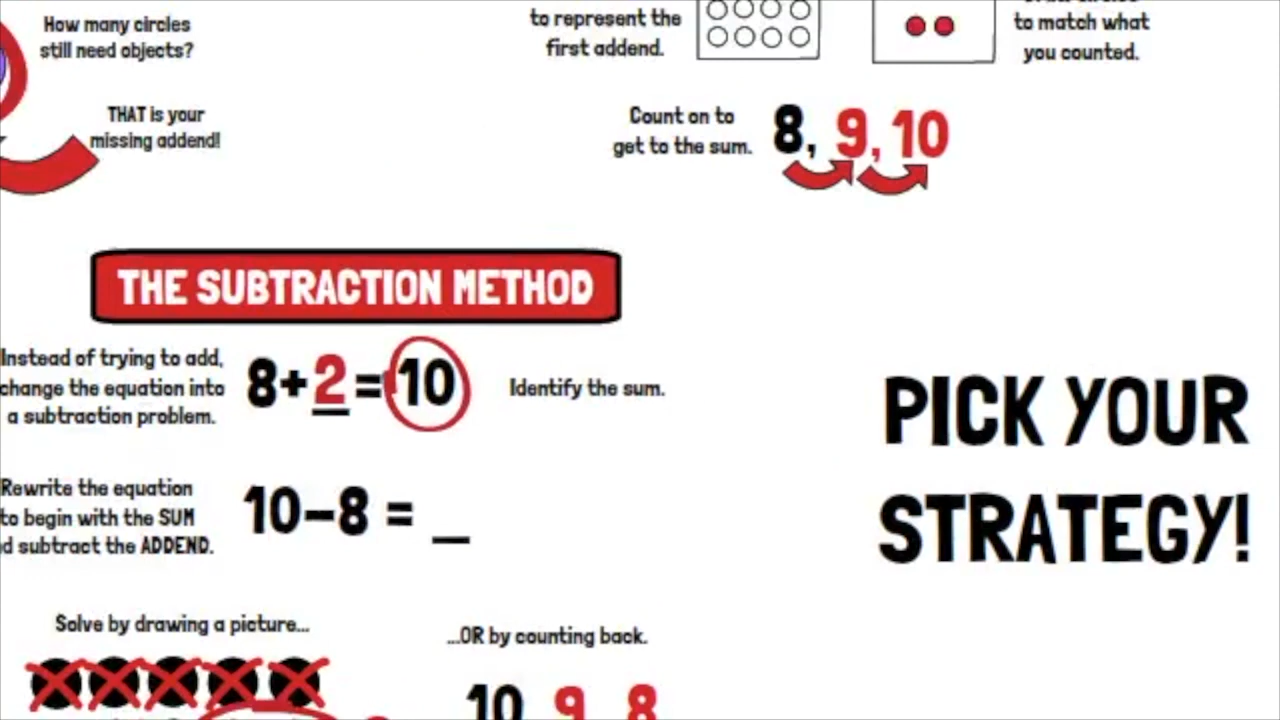 How many circles
still need objects?
THAT is your
missing addend!
to represent the
first addend.
to match what
you counted.
Count on to
get to the sum.
8, 9, 10
THE SUBTRACTION METHOD
Instead of trying to add,
change the equation into
a subtraction problem.
8+2=10
Identify the sum.
Rewrite the equation
to begin with the SUM
d subtract the ADDEND.
10-8 = _
PICK YOUR
STRATEGY!
Solve by drawing a picture...
...OR by counting back.
10 9 8